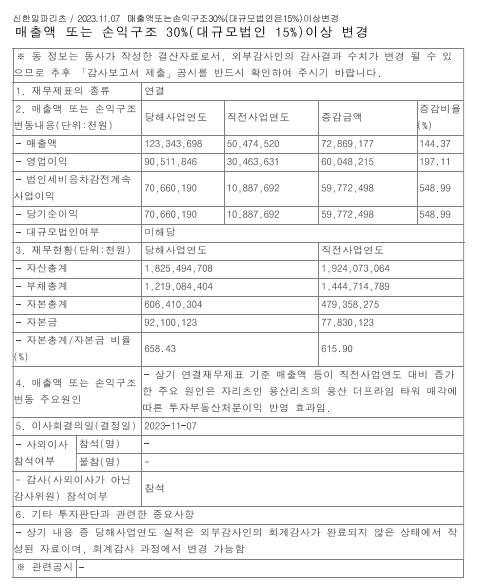 신한알파리츠 / 2023.11.07 매출액또는손익구조30%(대규모법인은15%)이상변경
매출액 또는 손익구조 30%(대규모법인 15%)이상 변경
※ 동 정보는 동사가 작성한 결산자료로서, 외부감사인의 감사결과 수치가 변경 될 수 있
으므로 추후 「감사보고서 제출」공시를 반드시 확인하여 주시기 바랍니다.
1. 재무제표의 종류 연결
2. 매출액 또는 손익구조 변동내용(단위:천원) 당해사업연도 직전사업연도 증감금액 증감비율(%)
- 매출액 123,343,698 50,474,520 72,869,177 144.37
- 영업이익 90,511,846 30,463,631 60,048,215 197.11
- 법인세비용차감전계속사업이익 70,660,190 10,887,692 59,772,498 548.99
- 당기순이익 70,660,190 10,887,692 59,772,498 548.99
- 대규모법인여부 미해당
3. 재무현황(단위:천원) 당해사업연도 직전사업연도
- 자산총계 1,825,494,708 1,924,073,064
- 부채총계 1,219,084,404 1,444,714,789
- 자본총계 606,410,304 479,358,275
- 자본금 92,100,123 77,830,123
- 자본총계/자본금 비율(%) 658.43 615.90
4. 매출액 또는 손익구조 변동 주요원인
- 상기 연결재무제표 기준 매출액 등이 직전사업연도 대비 증가
한 주요 원인은 자리츠인 용산리츠의 용산 더프라임 타워 매각에
따른 투자부동산처분이익 반영 효과임.
5. 이사회결의일(결정일) 2023-11-07
- 사외이사 참석여부 참석(명) -
불참(명) -
- 감사(사외이사가 아닌 감사위원) 참석여부 참석
6. 기타 투자판단과 관련한 중요사항
- 상기 내용 중 당해사업연도 실적은 외부감사인의 회계감사가 완료되지 않은 상태에서 작
성된 자료이며, 회계감사 과정에서 변경 가능함
※ 관련공시 -